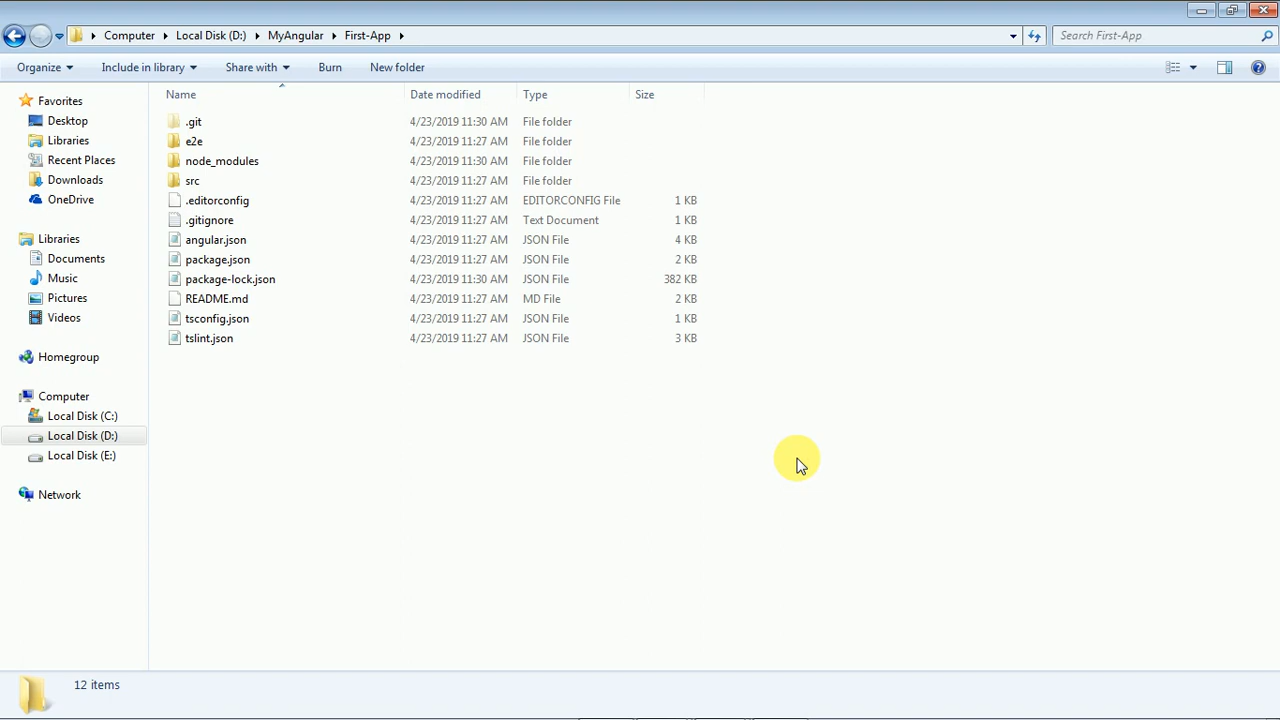 Computer Local Disk (D:) MyAngular First-App
Search First-App
Organize Include in library Share with Burn New folder
Favorites
Desktop
Libraries
Recent Places
Downloads
OneDrive
Libraries
Documents
Music
Pictures
Videos
Homegroup
Computer
Local Disk (C:)
Local Disk (D:)
Local Disk (E:)
Network
Name Date modified Type Size
.git 4/23/2019 11:30 AM File folder
e2e 4/23/2019 11:27 AM File folder
node_modules 4/23/2019 11:30 AM File folder
src 4/23/2019 11:27 AM File folder
.editorconfig 4/23/2019 11:27 AM EDITORCONFIG File 1 KB
.gitignore 4/23/2019 11:27 AM Text Document 1 KB
angular.json 4/23/2019 11:27 AM JSON File 4 KB
package.json 4/23/2019 11:27 AM JSON File 2 KB
package-lock.json 4/23/2019 11:30 AM JSON File 382 KB
README.md 4/23/2019 11:27 AM MD File 2 KB
tsconfig.json 4/23/2019 11:27 AM JSON File 1 KB
tslint.json 4/23/2019 11:27 AM JSON File 3 KB
12 items